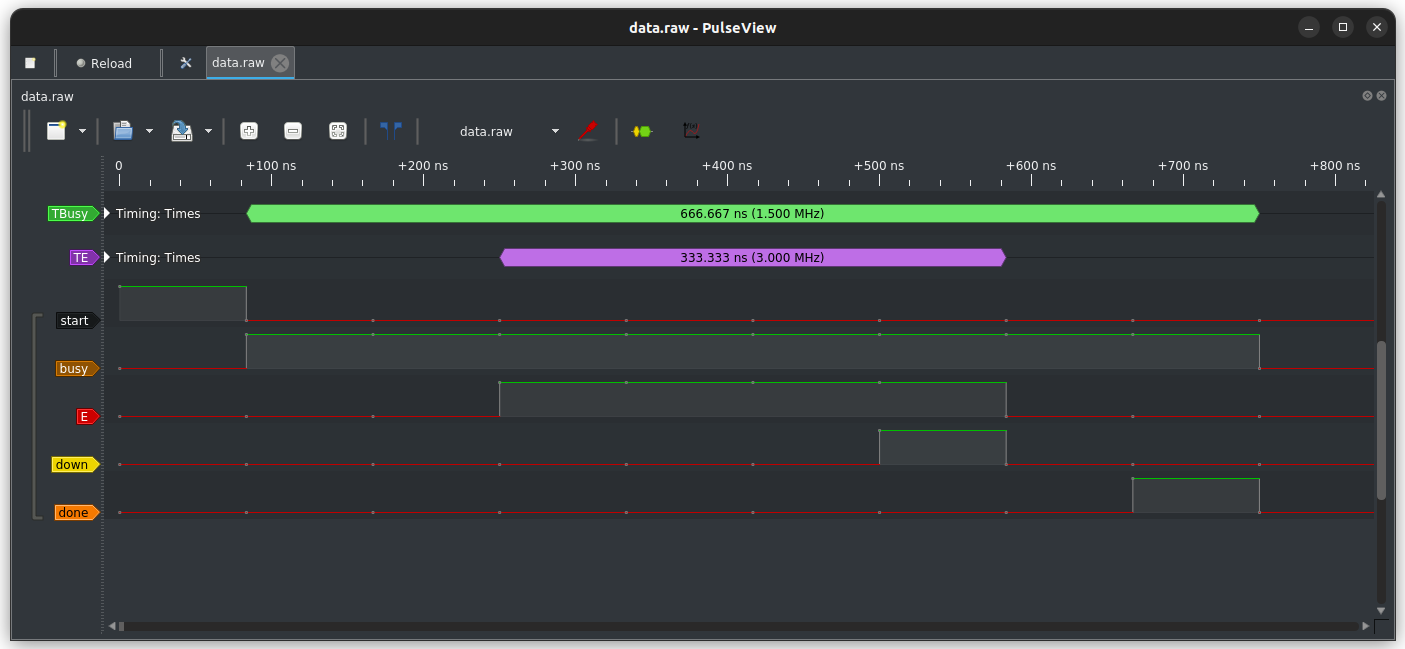 data.raw - PulseView
Reload
data.raw
data.raw
data.raw
0 +100 ns +200 ns +300 ns +400 ns +500 ns +600 ns +700 ns +800 ns
TBusy Timing: Times 666.667 ns (1.500 MHz)
TE Timing: Times 333.333 ns (3.000 MHz)
start
busy
E
down
done